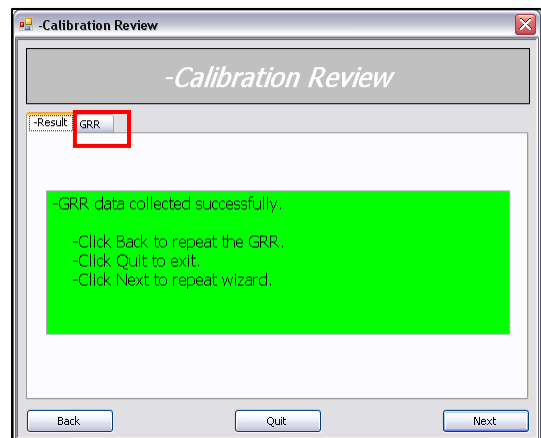 -Calibration Review
-Calibration Review
-Result GRR
-GRR data collected successfully.
-Click Back to repeat the GRR.
-Click Quit to exit.
-Click Next to repeat wizard.
Back Quit Next